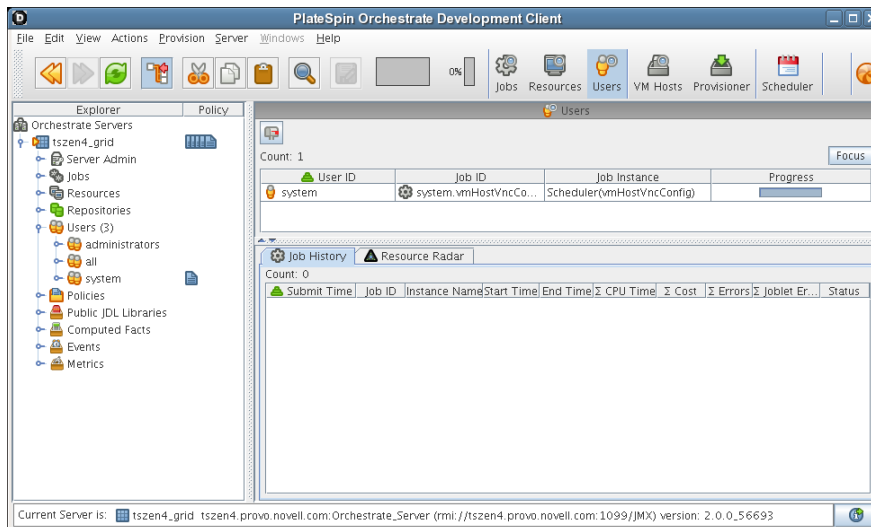 PlateSpin Orchestrate Development Client
File Edit View Actions Provision Server Windows Help
0%
Jobs Resources Users VM Hosts Provisioner Scheduler
Explorer Policy
Orchestrate Servers
tszen4_grid
Server Admin
Jobs
Resources
Repositories
Users (3)
administrators
all
system
Policies
Public JDL Libraries
Computed Facts
Events
Metrics
Users
Count: 1
Focus
User ID Job ID Job Instance Progress
system system.vmHostVncCo... Scheduler(vmHostVncConfig)
Job History Resource Radar
Count: 0
Submit Time Job ID Instance Name Start Time End Time Σ CPU Time Σ Cost Σ Errors Σ Joblet Er... Status
Current Server is: tszen4_grid tszen4.provo.novell.com:Orchestrate_Server (rmi://tszen4.provo.novell.com:1099/JMX) version: 2.0.0_56693